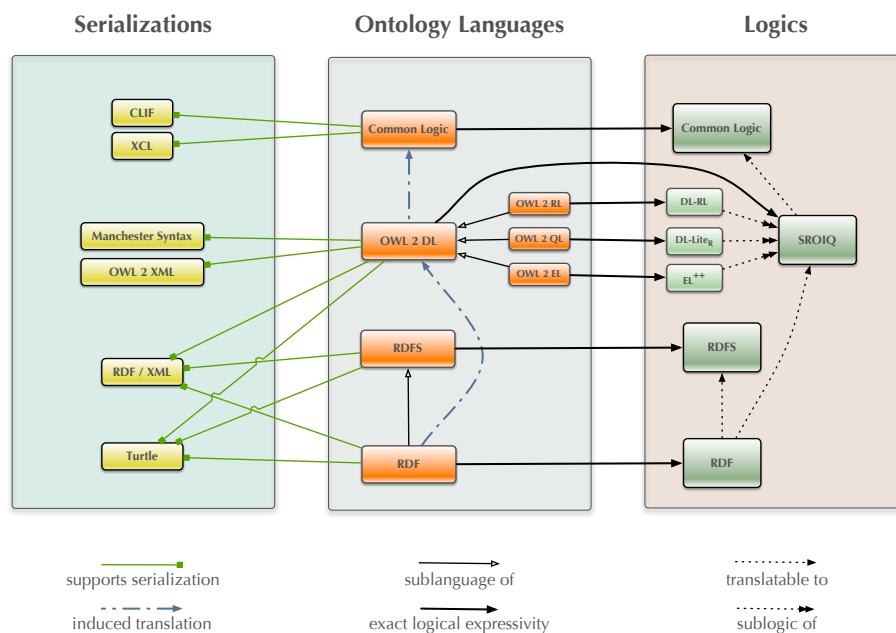 Serializations
Ontology Languages
Logics
CLIF
XCL
Common Logic
Common Logic
Manchester Syntax
OWL 2 XML
OWL 2 DL
OWL 2 RL
OWL 2 QL
OWL 2 EL
DL-RL
DL-LiteR
EL++
SROIQ
RDF / XML
RDFS
RDFS
Turtle
RDF
RDF
supports serialization
sublanguage of
translatable to
induced translation
exact logical expressivity
sublogic of